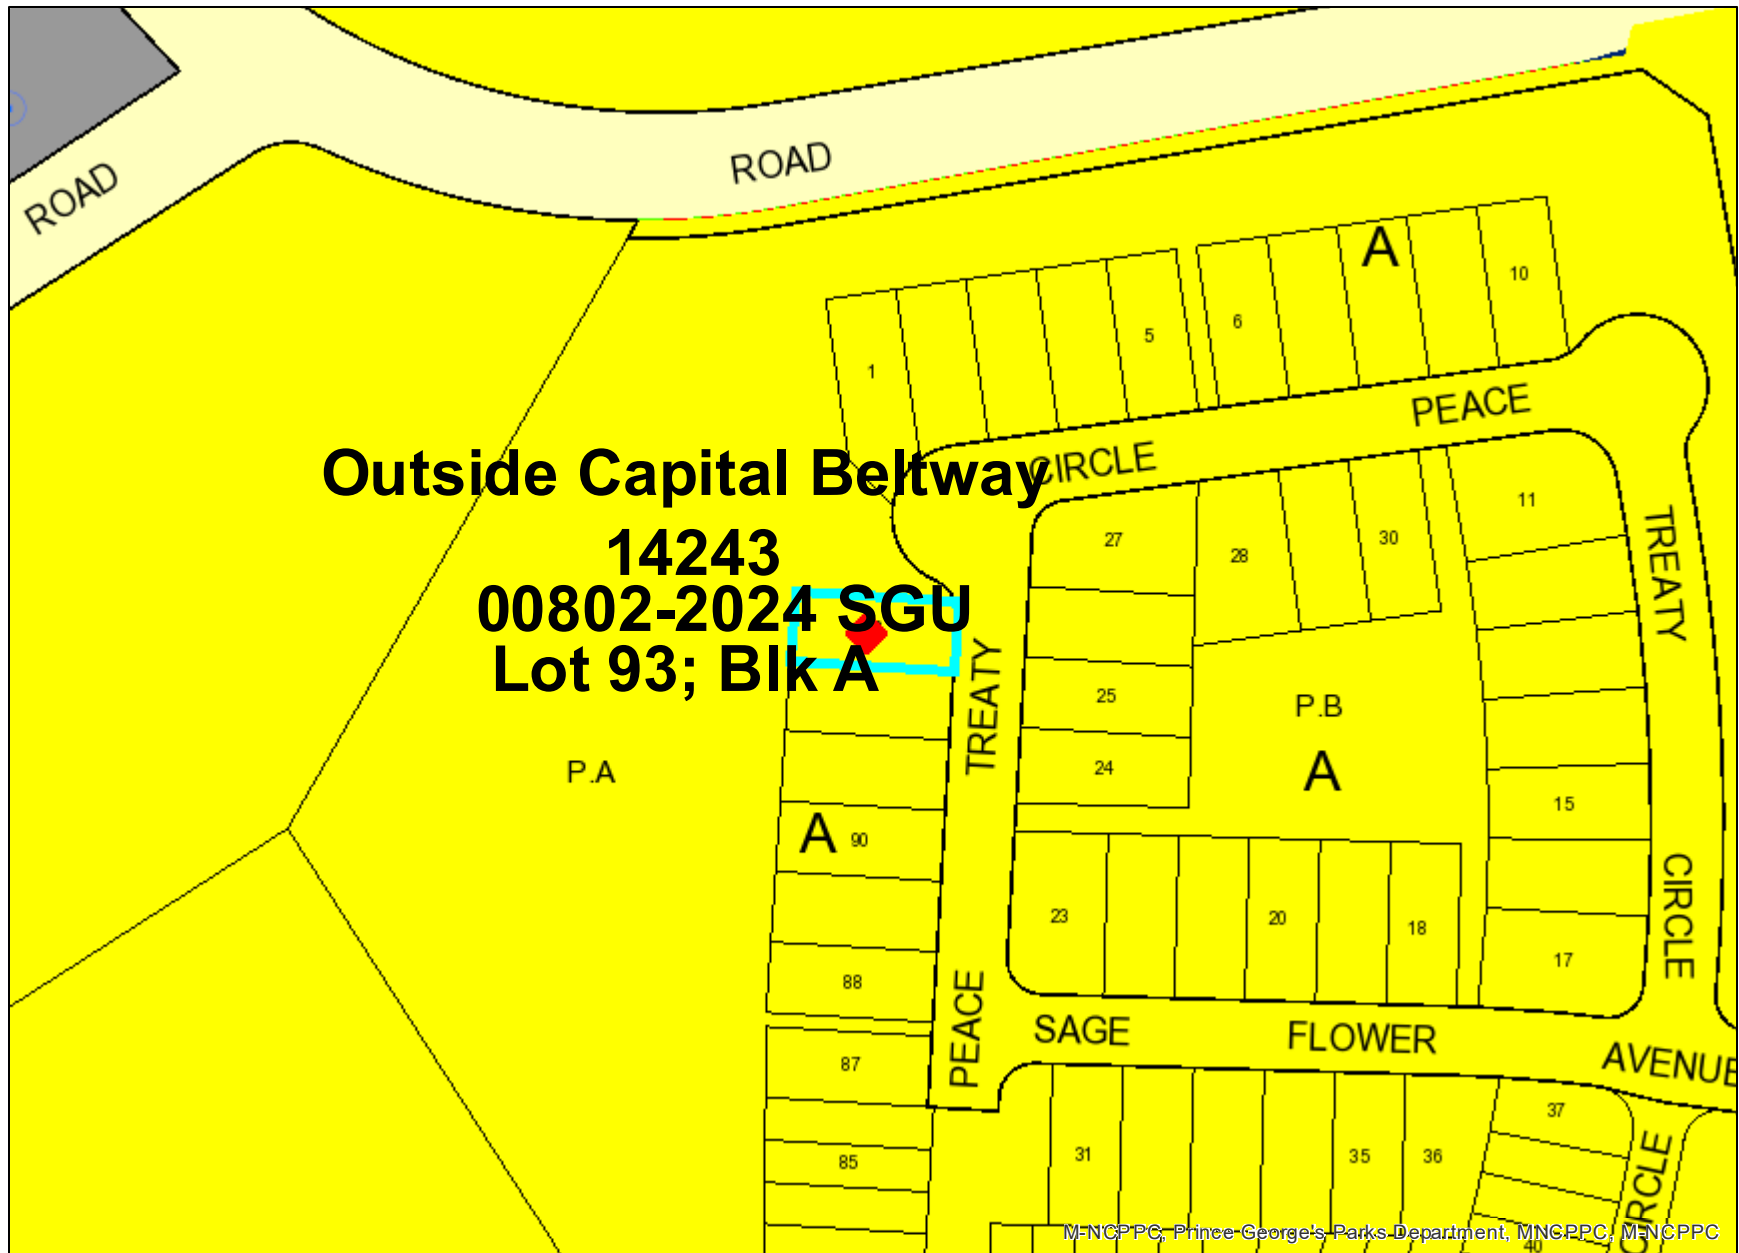 ROAD
ROAD
A
10
6
5
1
PEACE
CIRCLE
Outside Capital Beltway
14243
00802-2024 SGU
Lot 93; Blk A
11
TREATY
27
28
30
TREATY
25
P.B
24
A
P.A
15
A
90
CIRCLE
23
20
18
17
88
PEACE
SAGE
FLOWER
AVENUE
87
37
85
31
35
36
CIRCLE
40
M-NCPPC, Prince George's Parks Department, MNCPPC, M-NCPPC